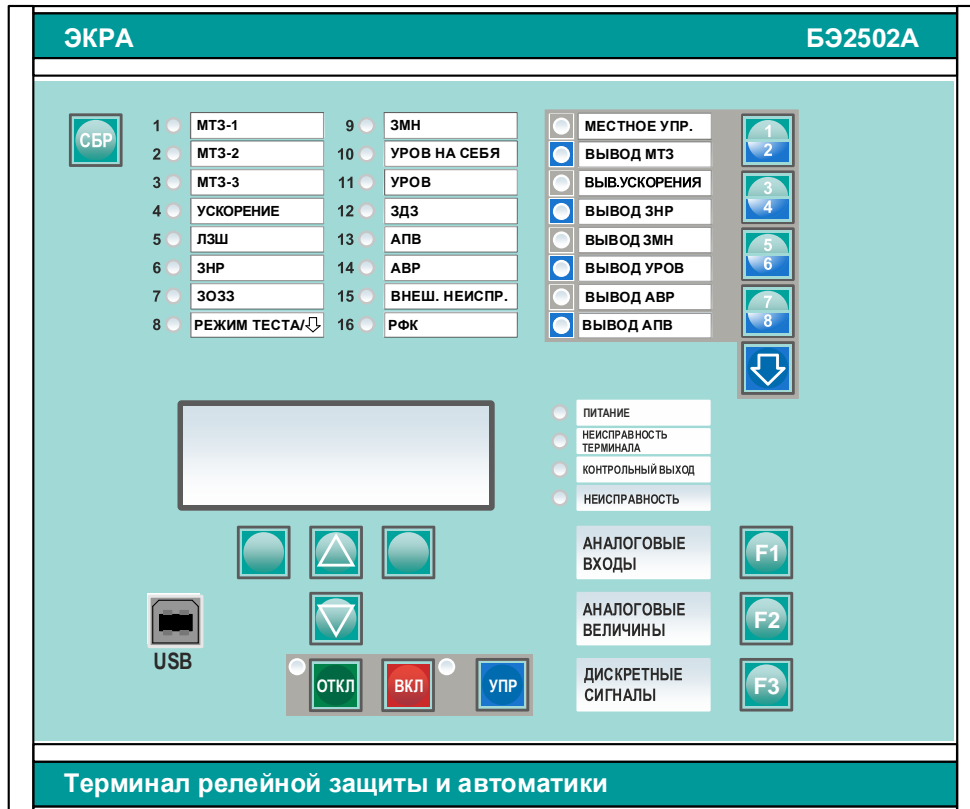 ЭКРА БЭ2502А
СБР
1 МТЗ-1
2 МТЗ-2
3 МТЗ-3
4 УСКОРЕНИЕ
5 ЛЗШ
6 ЗНР
7 ЗОЗЗ
8 РЕЖИМ ТЕСТА/⇩
9 ЗМН
10 УРОВ НА СЕБЯ
11 УРОВ
12 ЗДЗ
13 АПВ
14 АВР
15 ВНЕШ. НЕИСПР.
16 РФК
МЕСТНОЕ УПР.
ВЫВОД МТЗ
ВЫВ.УСКОРЕНИЯ
ВЫВОД ЗНР
ВЫВОД ЗМН
ВЫВОД УРОВ
ВЫВОД АВР
ВЫВОД АПВ
1
2
3
4
5
6
7
8
ПИТАНИЕ
НЕИСПРАВНОСТЬ
ТЕРМИНАЛА
КОНТРОЛЬНЫЙ ВЫХОД
НЕИСПРАВНОСТЬ
АНАЛОГОВЫЕ
ВХОДЫ
F1
АНАЛОГОВЫЕ
ВЕЛИЧИНЫ
F2
ДИСКРЕТНЫЕ
СИГНАЛЫ
F3
USB
ОТКЛ ВКЛ УПР
Терминал релейной защиты и автоматики